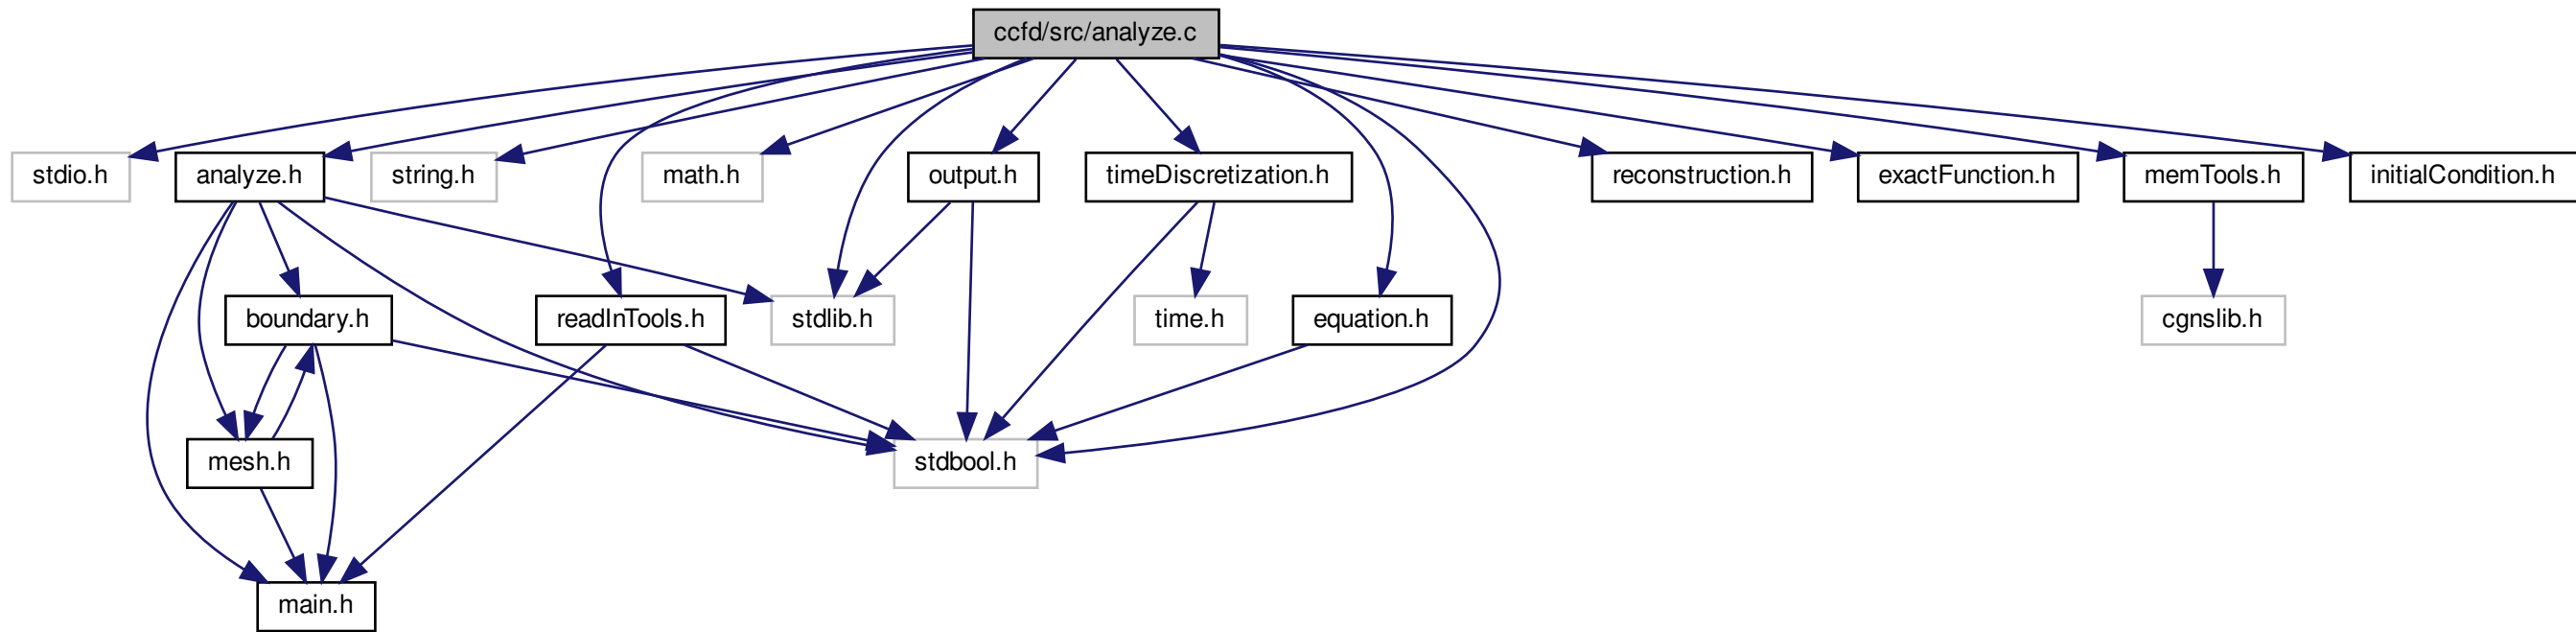 ccfd/src/analyze.c
stdio.h
analyze.h
string.h
math.h
output.h
timeDiscretization.h
reconstruction.h
exactFunction.h
memTools.h
initialCondition.h
boundary.h
readInTools.h
stdlib.h
time.h
equation.h
cgnslib.h
mesh.h
stdbool.h
main.h